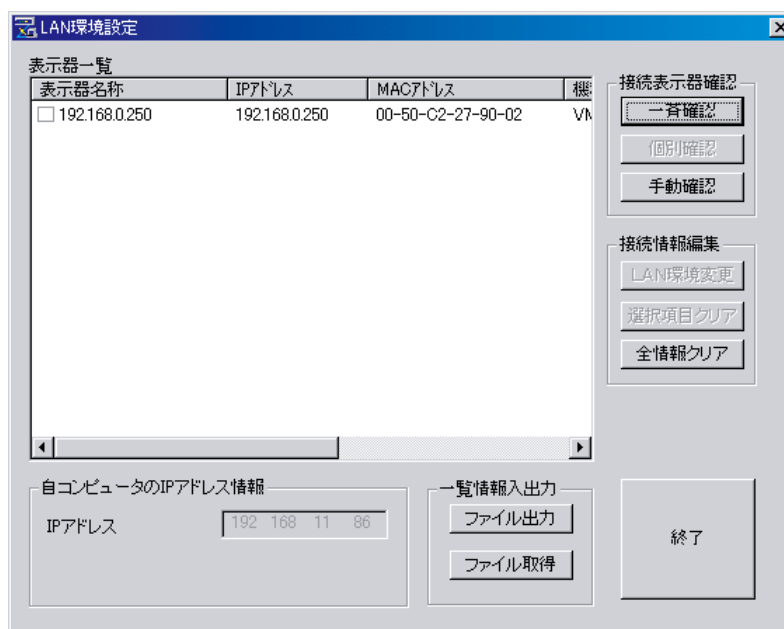 LAN環境設定
表示器一覧
表示器名称 IPｱﾄﾞﾚｽ MACｱﾄﾞﾚｽ
192.168.0.250 192.168.0.250 00-50-C2-27-90-02
接続表示器確認
一斉確認
個別確認
手動確認
接続情報編集
LAN環境変更
選択項目クリア
全情報クリア
自コンピュータのIPアドレス情報
IPアドレス 192 168 11 86
一覧情報入出力
ファイル出力
ファイル取得
終了